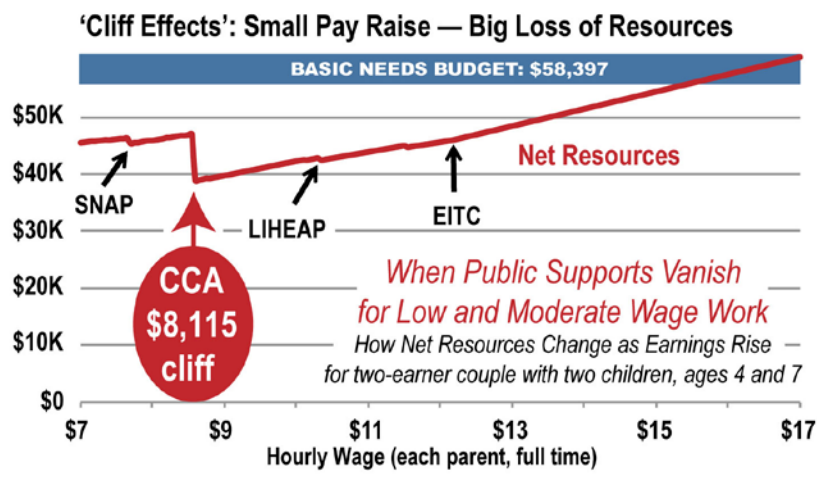 ‘Cliff Effects’: Small Pay Raise — Big Loss of Resources
BASIC NEEDS BUDGET: $58,397
$50K
$40K
$30K
$20K
$10K
$0
Net Resources
SNAP
LIHEAP
EITC
CCA
$8,115
cliff
When Public Supports Vanish
for Low and Moderate Wage Work
How Net Resources Change as Earnings Rise
for two-earner couple with two children, ages 4 and 7
$7 $9 $11 $13 $15 $17
Hourly Wage (each parent, full time)